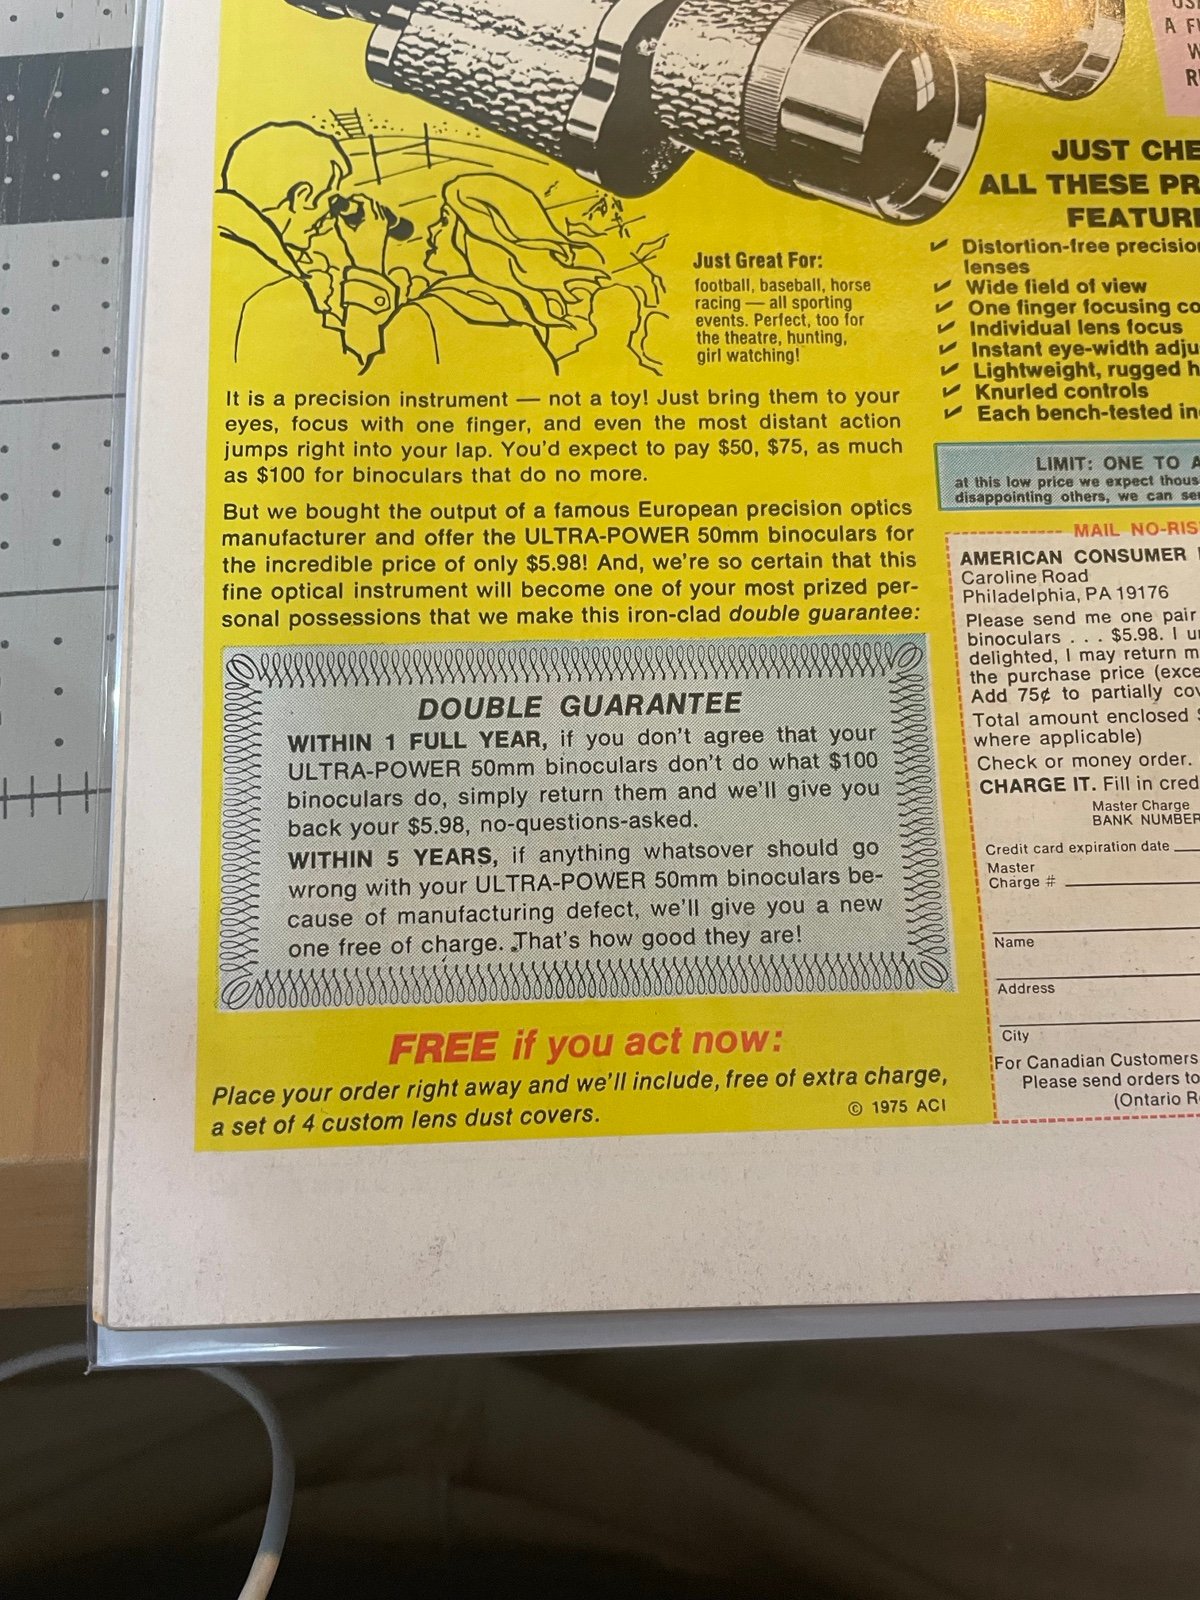 A
W
JUST
ALL THESE
Just Great For:
football, baseball, horse
racing — all sporting
events. Perfect, too for
the theatre, hunting,
girl watching!
Distortion-free
lenses
Wide field of view
One finger focusing
Individual lens focus
Instant eye-width
Lightweight, rugged
Knurled controls
Each bench-tested
It is a precision instrument — not a toy! Just bring them to your
eyes, focus with one finger, and even the most distant action
jumps right into your lap. You'd expect to pay $50, $75, as much
as $100 for binoculars that do no more.
But we bought the output of a famous European precision optics
manufacturer and offer the ULTRA-POWER 50mm binoculars for
the incredible price of only $5.98! And, we're so certain that this
fine optical instrument will become one of your most prized per-
sonal possessions that we make this iron-clad double guarantee:
DOUBLE GUARANTEE
WITHIN 1 FULL YEAR, if you don't agree that your
ULTRA-POWER 50mm binoculars don't do what $100
binoculars do, simply return them and we'll give you
back your $5.98, no-questions-asked.
WITHIN 5 YEARS, if anything whatsover should go
wrong with your ULTRA-POWER 50mm binoculars be-
cause of manufacturing defect, we'll give you a new
one free of charge. That's how good they are!
FREE if you act now:
Place your order right away and we'll include, free of extra charge,
a set of 4 custom lens dust covers.
© 1975 ACI
LIMIT: ONE TO A
at this low price we expect
disappointing others, we can
MAIL
AMERICAN CONSUMER
Caroline Road
Philadelphia, PA 19176
Please send me one pair
binoculars . . . $5.98. I
delighted, I may return
the purchase price
Add 75¢ to partially
Total amount enclosed
where applicable)
Check or money order.
CHARGE IT. Fill in
Master Charge
BANK NUMBER
Credit card expiration date
Master
Charge #
Name
Address
City
For Canadian Customers
Please send orders to
(Ontario